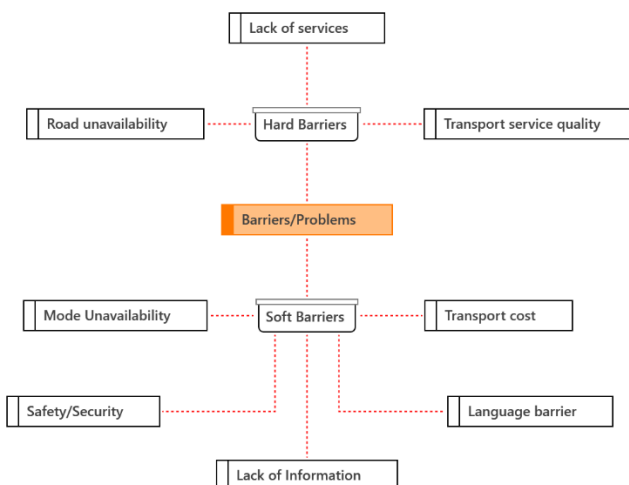 Lack of services
Road unavailability
Hard Barriers
Transport service quality
Barriers/Problems
Mode Unavailability
Soft Barriers
Transport cost
Safety/Security
Language barrier
Lack of Information